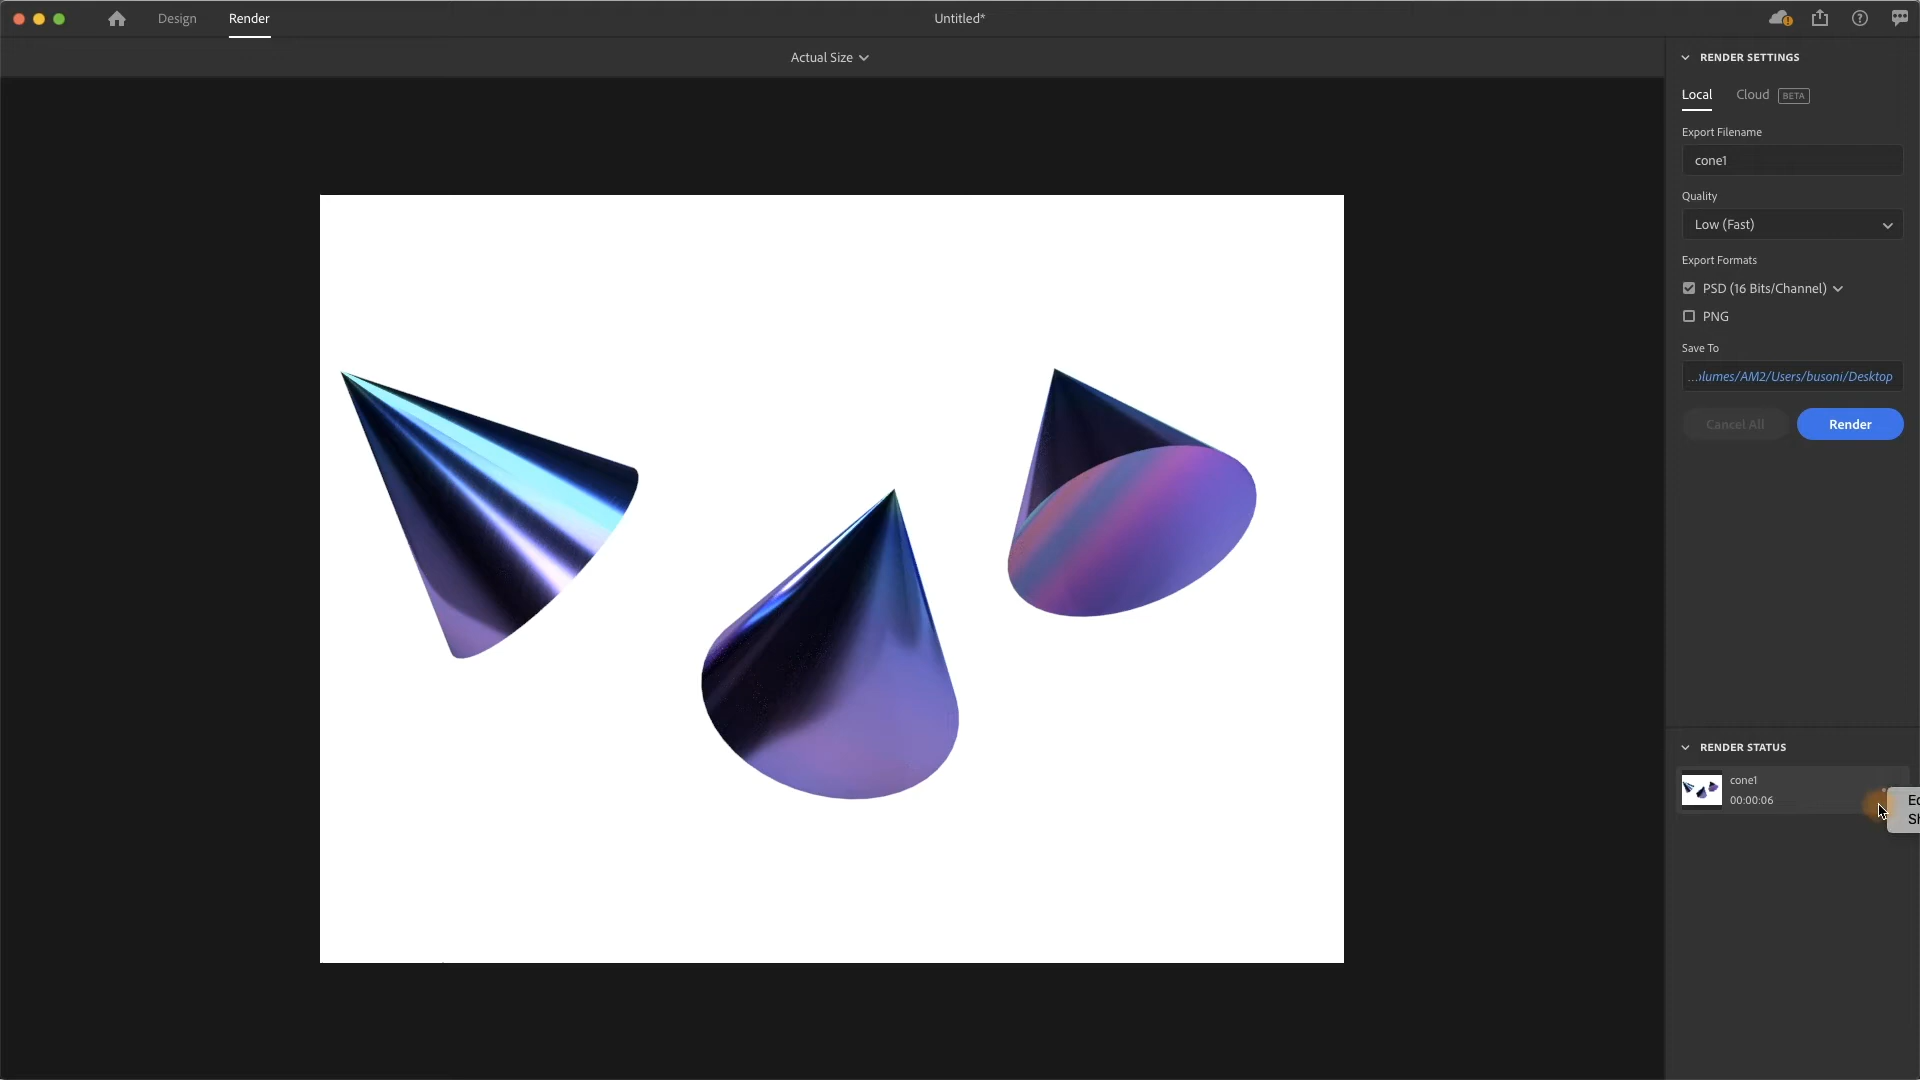 Design
Render
Untitled*
Actual Size
RENDER SETTINGS
Local
Cloud BETA
Export Filename
cone1
Quality
Low (Fast)
Export Formats
PSD (16 Bits/Channel)
PNG
Save To
...lumes/AM2/Users/busoni/Desktop
Cancel All
Render
RENDER STATUS
cone1
00:00:06